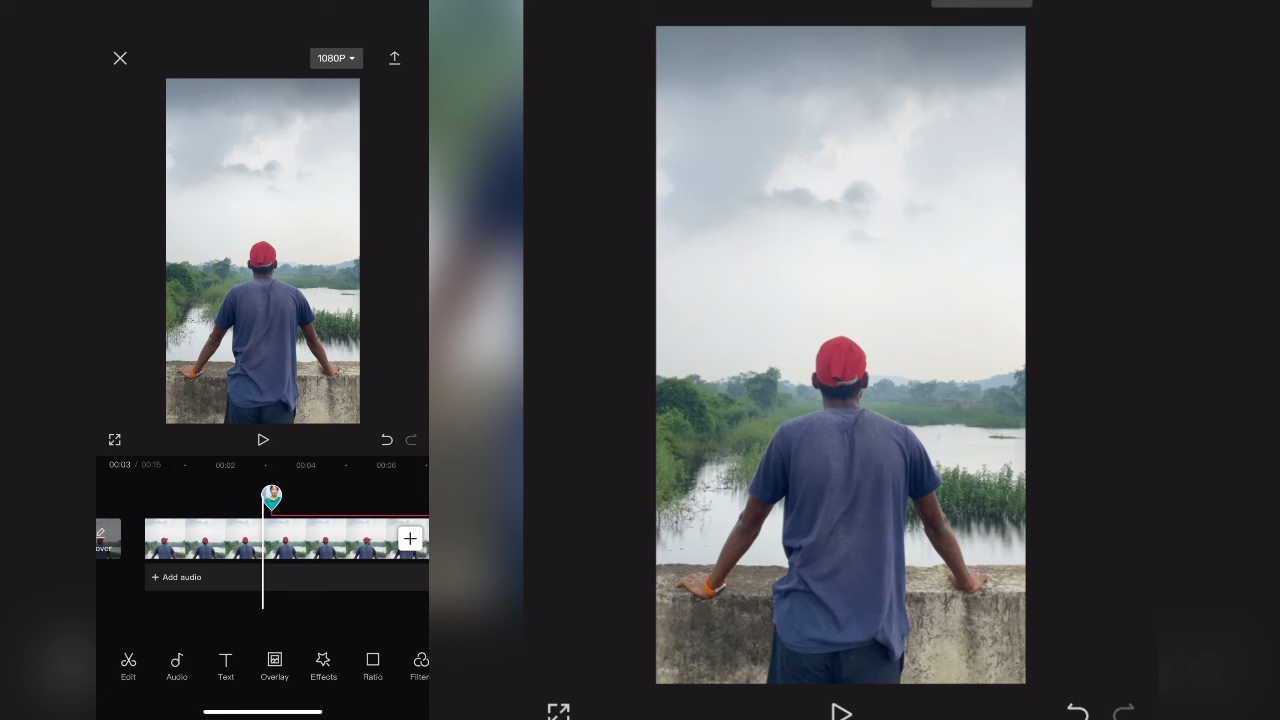 1080P
00:03 / 00:15
00:02
00:04
00:06
over
+ Add audio
Edit
Audio
Text
Overlay
Effects
Ratio
Filter